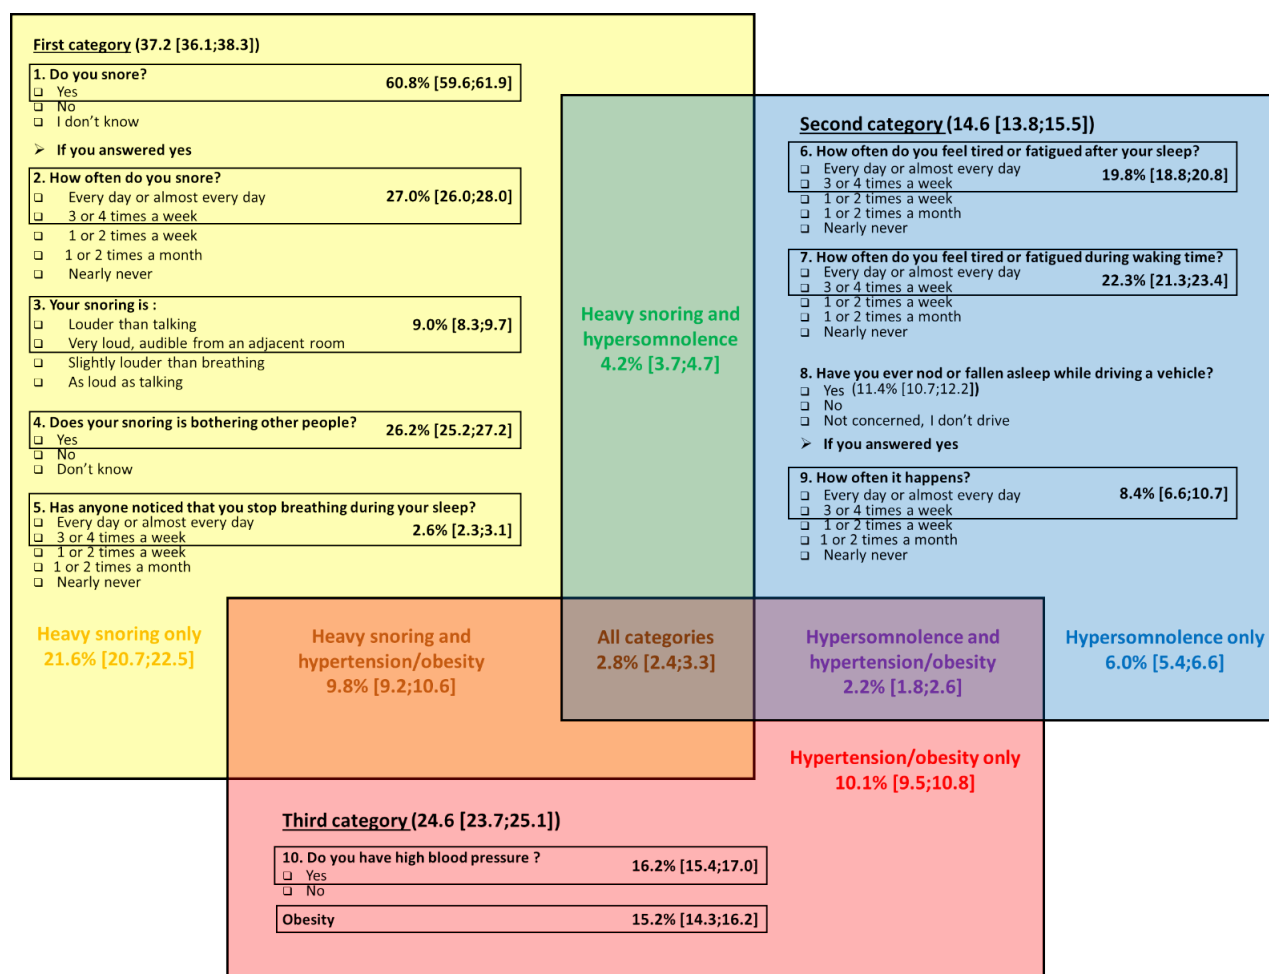 First category (37.2 [36.1;38.3])
1. Do you snore?
60.8% [59.6;61.9]
❑ Yes
❑ No
❑ I don't know
➢ If you answered yes
2. How often do you snore?
❑ Every day or almost every day
27.0% [26.0;28.0]
❑ 3 or 4 times a week
❑ 1 or 2 times a week
❑ 1 or 2 times a month
❑ Nearly never
3. Your snoring is :
❑ Louder than talking
9.0% [8.3;9.7]
❑ Very loud, audible from an adjacent room
❑ Slightly louder than breathing
❑ As loud as talking
4. Does your snoring is bothering other people?
26.2% [25.2;27.2]
❑ Yes
❑ No
❑ Don't know
5. Has anyone noticed that you stop breathing during your sleep?
❑ Every day or almost every day
2.6% [2.3;3.1]
❑ 3 or 4 times a week
❑ 1 or 2 times a week
❑ 1 or 2 times a month
❑ Nearly never
Heavy snoring and
hypersomnolence
4.2% [3.7;4.7]
Second category (14.6 [13.8;15.5])
6. How often do you feel tired or fatigued after your sleep?
❑ Every day or almost every day
19.8% [18.8;20.8]
❑ 3 or 4 times a week
❑ 1 or 2 times a week
❑ 1 or 2 times a month
❑ Nearly never
7. How often do you feel tired or fatigued during waking time?
❑ Every day or almost every day
22.3% [21.3;23.4]
❑ 3 or 4 times a week
❑ 1 or 2 times a week
❑ 1 or 2 times a month
❑ Nearly never
8. Have you ever nod or fallen asleep while driving a vehicle?
❑ Yes (11.4% [10.7;12.2])
❑ No
❑ Not concerned, I don't drive
➢ If you answered yes
9. How often it happens?
❑ Every day or almost every day
8.4% [6.6;10.7]
❑ 3 or 4 times a week
❑ 1 or 2 times a week
❑ 1 or 2 times a month
❑ Nearly never
Heavy snoring only
21.6% [20.7;22.5]
Heavy snoring and
hypertension/obesity
9.8% [9.2;10.6]
All categories
2.8% [2.4;3.3]
Hypersomnolence and
hypertension/obesity
2.2% [1.8;2.6]
Hypersomnolence only
6.0% [5.4;6.6]
Hypertension/obesity only
10.1% [9.5;10.8]
Third category (24.6 [23.7;25.1])
10. Do you have high blood pressure ?
16.2% [15.4;17.0]
❑ Yes
❑ No
Obesity
15.2% [14.3;16.2]